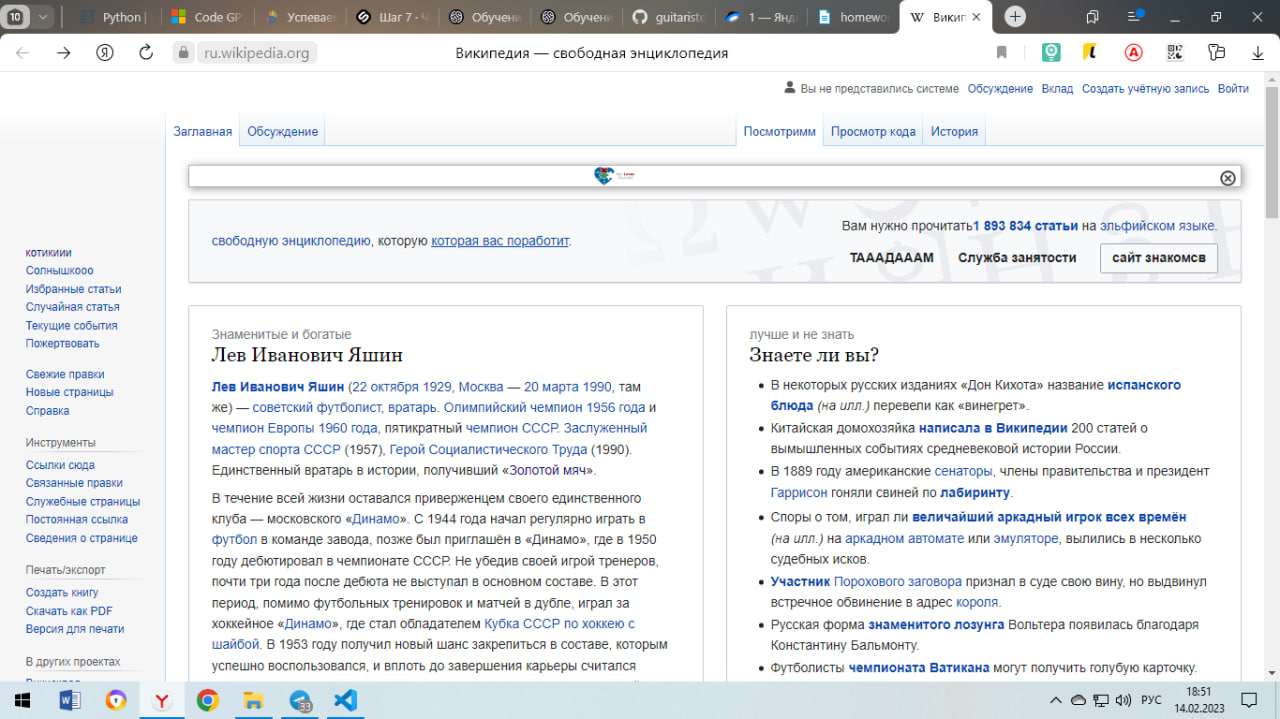 10
Python |
Code GP
Успеваем
Шаг 7 · Ч
Обучени
Обучени
guitaristo
1 — Янд
homewo
Викип
ru.wikipedia.org
Википедия — свободная энциклопедия
Вы не представились системе Обсуждение Вклад Создать учётную запись Войти
Заглавная Обсуждение Посмотримм Просмотр кода История
свободную энциклопедию, которую которая вас поработит.
Вам нужно прочитать1 893 834 статьи на эльфийском языке.
ТАААДАААМ Служба занятости сайт знакомсв
котикиии
Солнышкооо
Избранные статьи
Случайная статья
Текущие события
Пожертвовать
Свежие правки
Новые страницы
Справка
Инструменты
Ссылки сюда
Связанные правки
Служебные страницы
Постоянная ссылка
Сведения о странице
Печать/экспорт
Создать книгу
Скачать как PDF
Версия для печати
В других проектах
Знаменитые и богатые
Лев Иванович Яшин
Лев Иванович Яшин (22 октября 1929, Москва — 20 марта 1990, там
же) — советский футболист, вратарь. Олимпийский чемпион 1956 года и
чемпион Европы 1960 года, пятикратный чемпион СССР. Заслуженный
мастер спорта СССР (1957), Герой Социалистического Труда (1990).
Единственный вратарь в истории, получивший «Золотой мяч».
В течение всей жизни оставался приверженцем своего единственного
клуба — московского «Динамо». С 1944 года начал регулярно играть в
футбол в команде завода, позже был приглашён в «Динамо», где в 1950
году дебютировал в чемпионате СССР. Не убедив своей игрой тренеров,
почти три года после дебюта не выступал в основном составе. В этот
период, помимо футбольных тренировок и матчей в дубле, играл за
хоккейное «Динамо», где стал обладателем Кубка СССР по хоккею с
шайбой. В 1953 году получил новый шанс закрепиться в составе, которым
успешно воспользовался, и вплоть до завершения карьеры считался
лучше и не знать
Знаете ли вы?
В некоторых русских изданиях «Дон Кихота» название испанского
блюда (на илл.) перевели как «винегрет».
Китайская домохозяйка написала в Википедии 200 статей о
вымышленных событиях средневековой истории России.
В 1889 году американские сенаторы, члены правительства и президент
Гаррисон гоняли свиней по лабиринту.
Споры о том, играл ли величайший аркадный игрок всех времён
(на илл.) на аркадном автомате или эмуляторе, вылились в несколько
судебных исков.
Участник Порохового заговора признал в суде свою вину, но выдвинул
встречное обвинение в адрес короля.
Русская форма знаменитого лозунга Вольтера появилась благодаря
Константину Бальмонту.
Футболисты чемпионата Ватикана могут получить голубую карточку.
33
РУС
18:51
14.02.2023